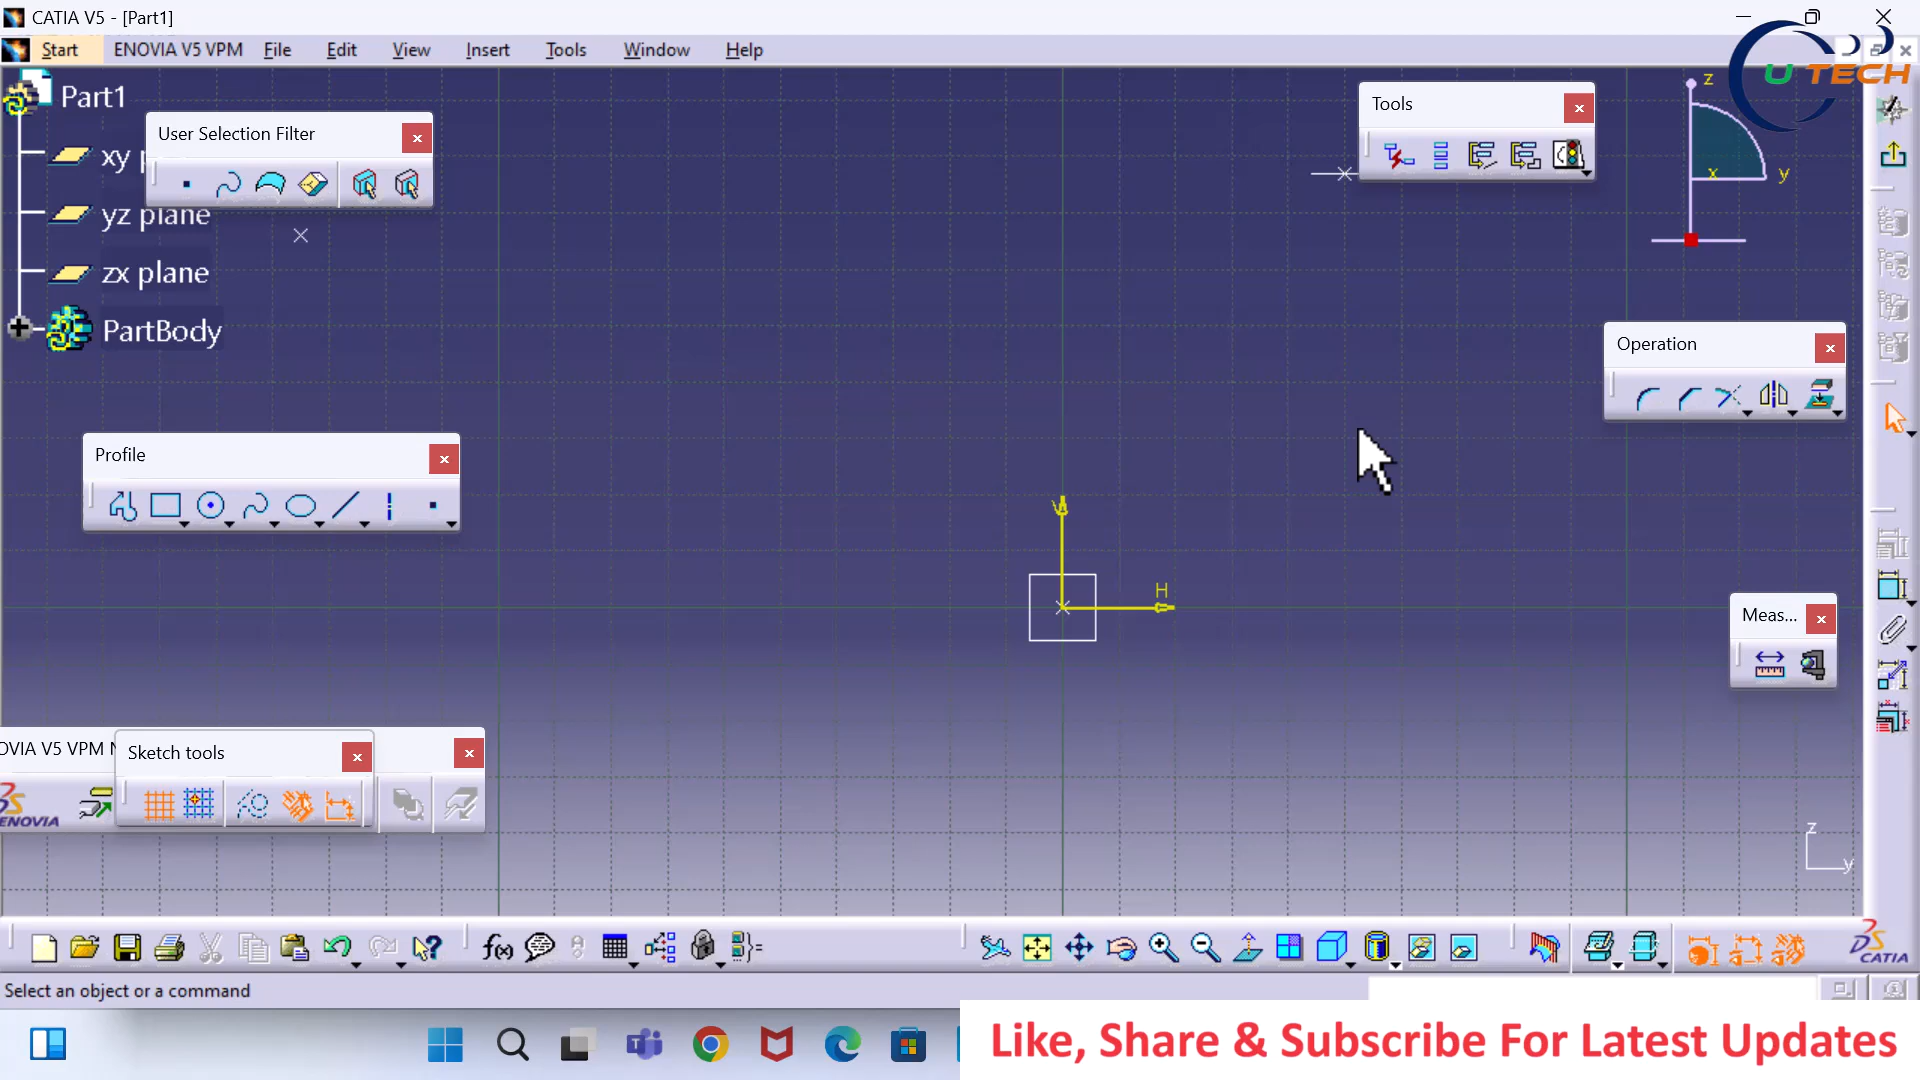 CATIA V5 - [Part1]
Start ENOVIA V5 VPM File Edit View Insert Tools Window Help
U TECH
Part1
User Selection Filter
Tools
xy
yz plane
zx plane
PartBody
z
x
y
Operation
Profile
V
H
Meas...
OVIA V5 VPM N
Sketch tools
ENOVIA
z
y
f(x)
CATIA
Select an object or a command
Like, Share & Subscribe For Latest Updates